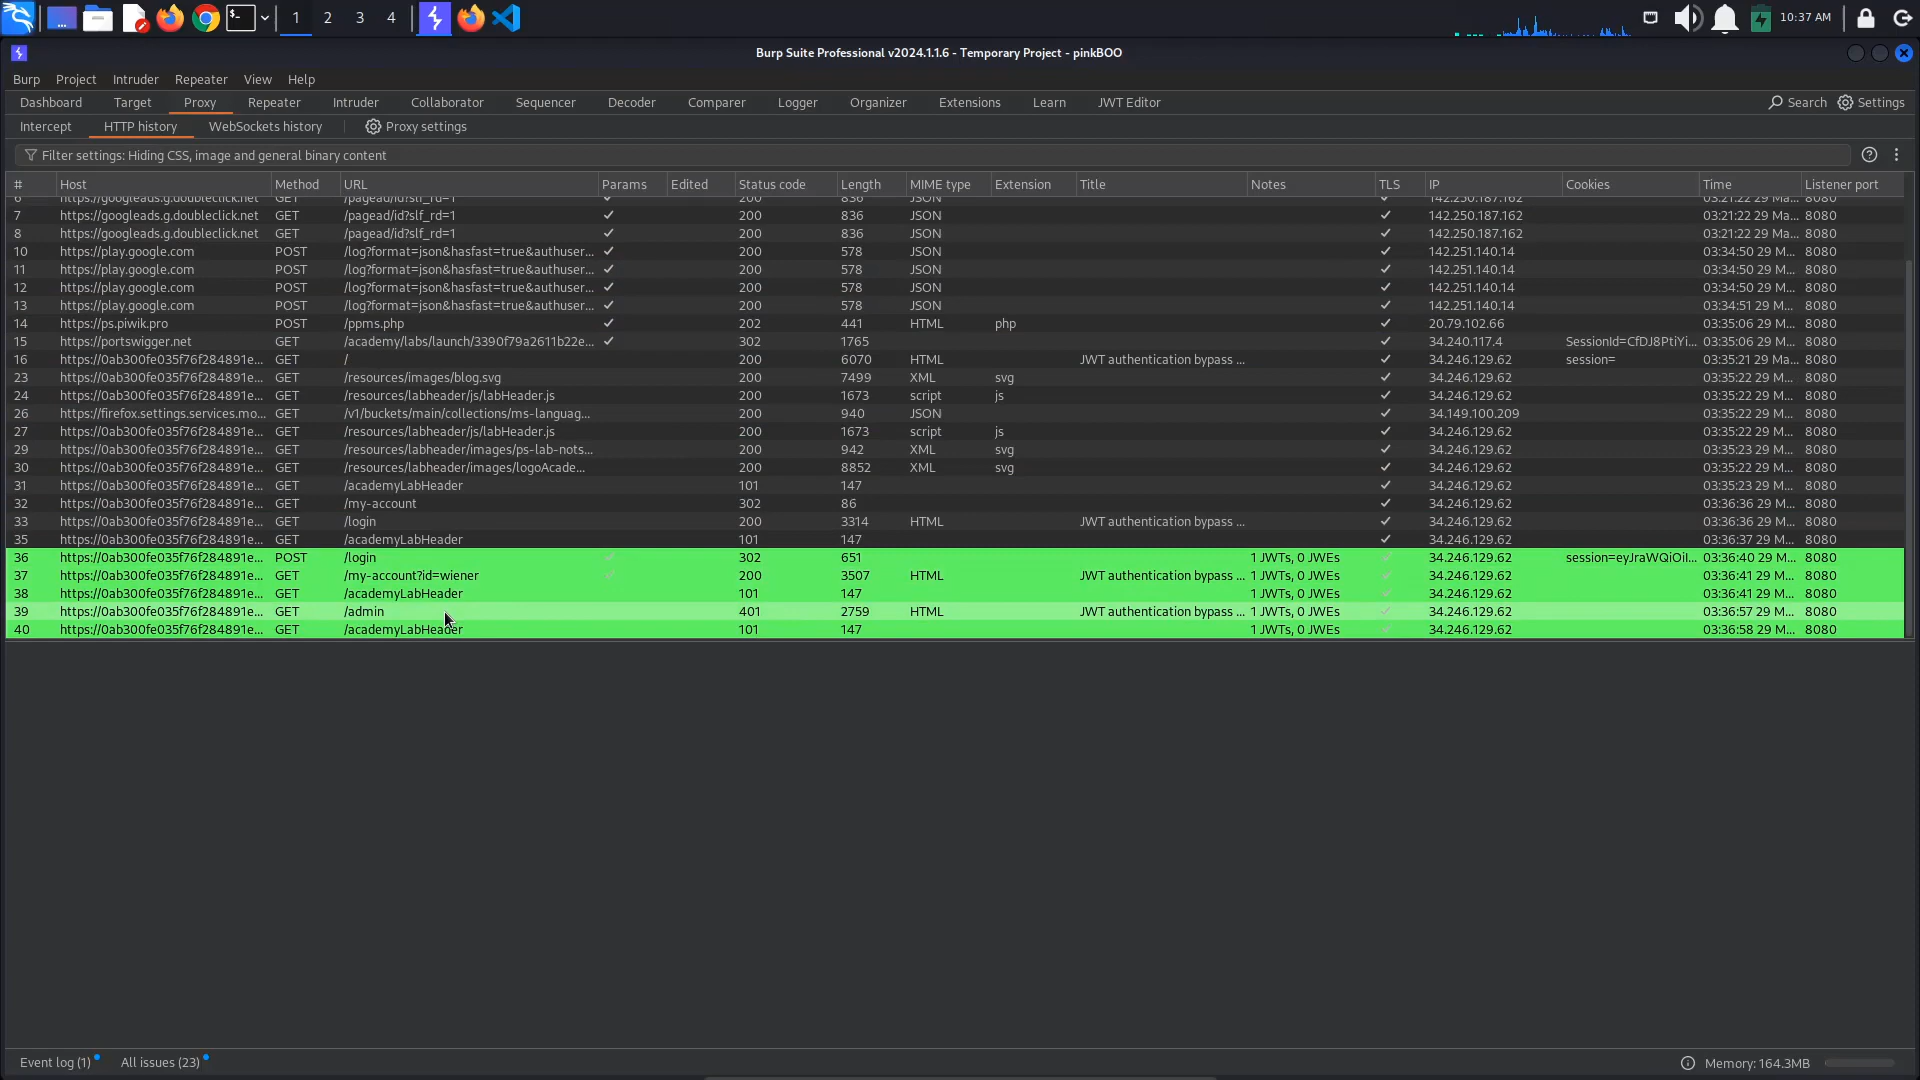 1 2 3 4 10:37 AM
Burp Suite Professional v2024.1.1.6 - Temporary Project - pinkBOO
Burp Project Intruder Repeater View Help
Dashboard Target Proxy Repeater Intruder Collaborator Sequencer Decoder Comparer Logger Organizer Extensions Learn JWT Editor Search Settings
Intercept HTTP history WebSockets history Proxy settings
Filter settings: Hiding CSS, image and general binary content
# Host Method URL Params Edited Status code Length MIME type Extension Title Notes TLS IP Cookies Time Listener port
6 https://googleads.g.doubleclick.net GET /pagead/id?slf_rd=1 200 836 JSON 142.250.187.162 03:21:22 29 Ma... 8080
7 https://googleads.g.doubleclick.net GET /pagead/id?slf_rd=1 ✓ 200 836 JSON ✓ 142.250.187.162 03:21:22 29 Ma... 8080
8 https://googleads.g.doubleclick.net GET /pagead/id?slf_rd=1 ✓ 200 836 JSON ✓ 142.250.187.162 03:21:22 29 Ma... 8080
10 https://play.google.com POST /log?format=json&hasfast=true&authuser... ✓ 200 578 JSON ✓ 142.251.140.14 03:34:50 29 M... 8080
11 https://play.google.com POST /log?format=json&hasfast=true&authuser... ✓ 200 578 JSON ✓ 142.251.140.14 03:34:50 29 M... 8080
12 https://play.google.com POST /log?format=json&hasfast=true&authuser... ✓ 200 578 JSON ✓ 142.251.140.14 03:34:50 29 M... 8080
13 https://play.google.com POST /log?format=json&hasfast=true&authuser... ✓ 200 578 JSON ✓ 142.251.140.14 03:34:51 29 M... 8080
14 https://ps.piwik.pro POST /ppms.php ✓ 202 441 HTML php ✓ 20.79.102.66 03:35:06 29 M... 8080
15 https://portswigger.net GET /academy/labs/launch/3390f79a2611b22e... ✓ 302 1765 ✓ 34.240.117.4 SessionId=CfDJ8PtiYi... 03:35:06 29 M... 8080
16 https://0ab300fe035f76f284891e... GET / 200 6070 HTML JWT authentication bypass ... ✓ 34.246.129.62 session= 03:35:21 29 Ma... 8080
23 https://0ab300fe035f76f284891e... GET /resources/images/blog.svg 200 7499 XML svg ✓ 34.246.129.62 03:35:22 29 M... 8080
24 https://0ab300fe035f76f284891e... GET /resources/labheader/js/labHeader.js 200 1673 script js ✓ 34.246.129.62 03:35:22 29 M... 8080
26 https://firefox.settings.services.mo... GET /v1/buckets/main/collections/ms-languag... 200 940 JSON ✓ 34.149.100.209 03:35:22 29 M... 8080
27 https://0ab300fe035f76f284891e... GET /resources/labheader/js/labHeader.js 200 1673 script js ✓ 34.246.129.62 03:35:22 29 M... 8080
29 https://0ab300fe035f76f284891e... GET /resources/labheader/images/ps-lab-nots... 200 942 XML svg ✓ 34.246.129.62 03:35:23 29 M... 8080
30 https://0ab300fe035f76f284891e... GET /resources/labheader/images/logoAcade... 200 8852 XML svg ✓ 34.246.129.62 03:35:22 29 M... 8080
31 https://0ab300fe035f76f284891e... GET /academyLabHeader 101 147 ✓ 34.246.129.62 03:35:23 29 M... 8080
32 https://0ab300fe035f76f284891e... GET /my-account 302 86 ✓ 34.246.129.62 03:36:36 29 M... 8080
33 https://0ab300fe035f76f284891e... GET /login 200 3314 HTML JWT authentication bypass ... ✓ 34.246.129.62 03:36:36 29 M... 8080
35 https://0ab300fe035f76f284891e... GET /academyLabHeader 101 147 ✓ 34.246.129.62 03:36:37 29 M... 8080
36 https://0ab300fe035f76f284891e... POST /login ✓ 302 651 1 JWTs, 0 JWEs ✓ 34.246.129.62 session=eyJraWQiOiI... 03:36:40 29 M... 8080
37 https://0ab300fe035f76f284891e... GET /my-account?id=wiener ✓ 200 3507 HTML JWT authentication bypass ... 1 JWTs, 0 JWEs ✓ 34.246.129.62 03:36:41 29 M... 8080
38 https://0ab300fe035f76f284891e... GET /academyLabHeader 101 147 1 JWTs, 0 JWEs ✓ 34.246.129.62 03:36:41 29 M... 8080
39 https://0ab300fe035f76f284891e... GET /admin 401 2759 HTML JWT authentication bypass ... 1 JWTs, 0 JWEs ✓ 34.246.129.62 03:36:57 29 M... 8080
40 https://0ab300fe035f76f284891e... GET /academyLabHeader 101 147 1 JWTs, 0 JWEs ✓ 34.246.129.62 03:36:58 29 M... 8080
Event log (1) All issues (23) Memory: 164.3MB